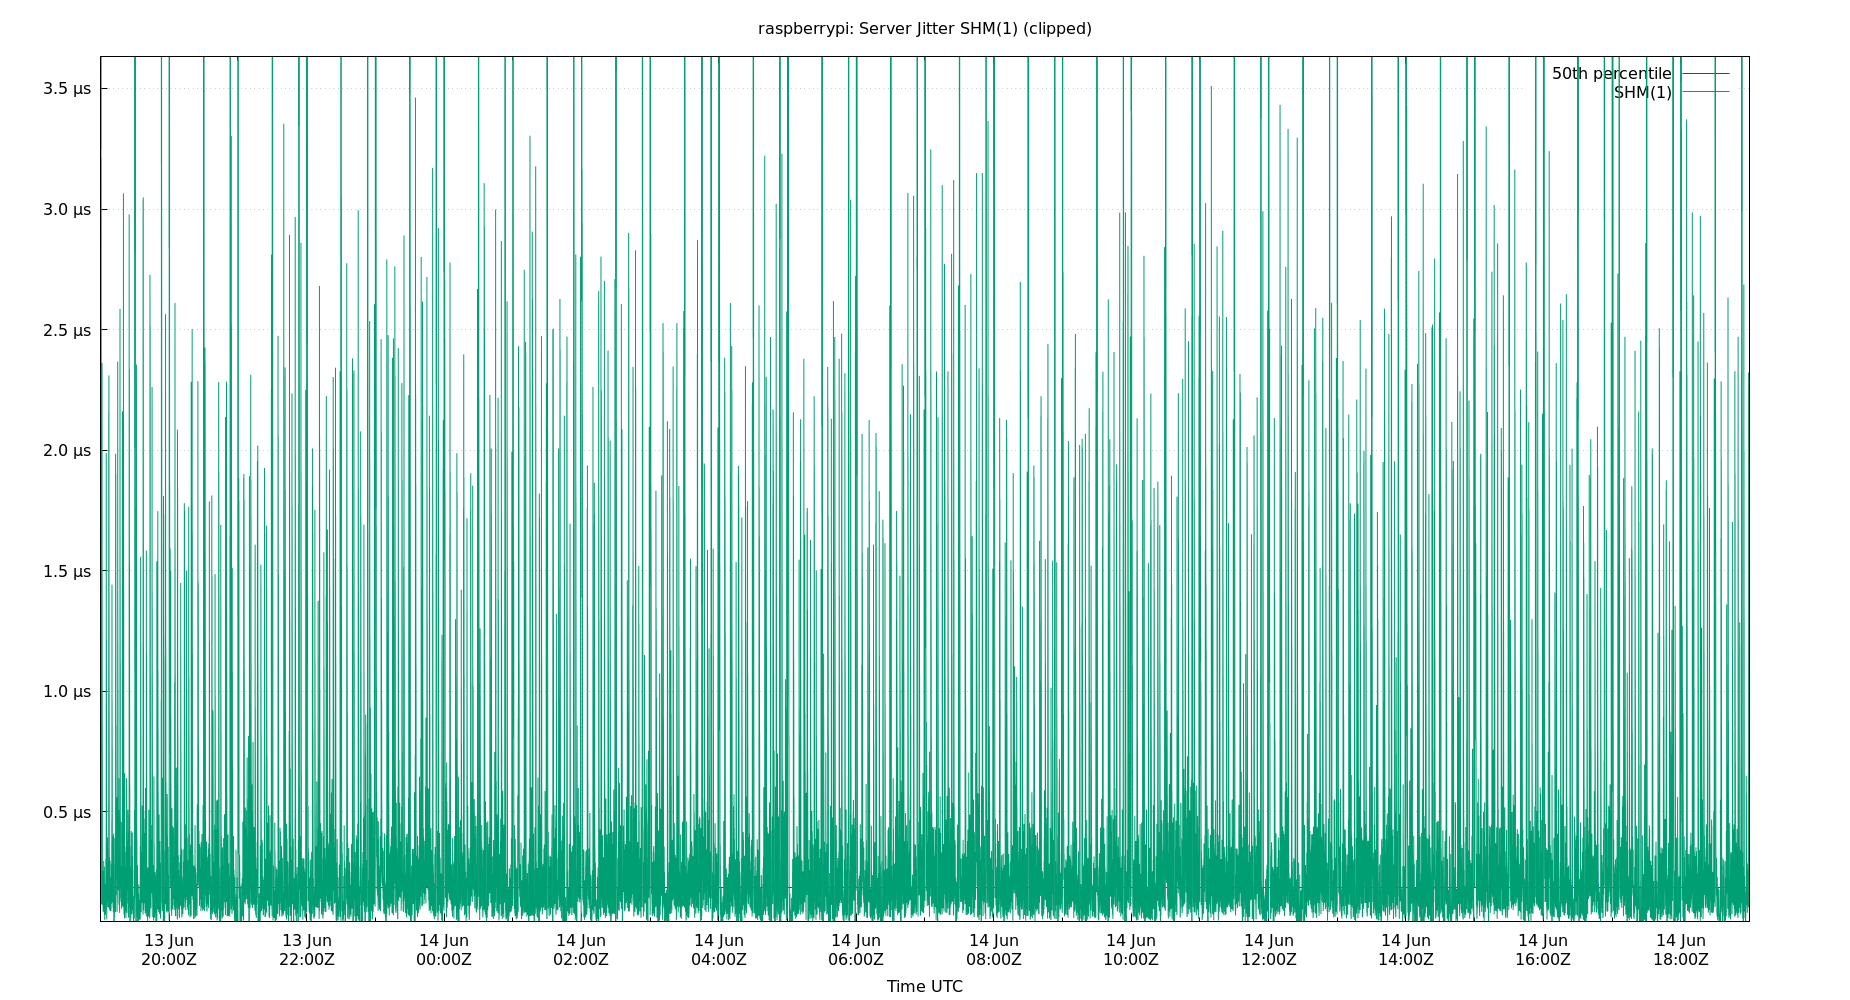 raspberrypi: Server Jitter SHM(1) (clipped)
50th percentile
SHM(1)
3.5 µs
3.0 µs
2.5 µs
2.0 µs
1.5 µs
1.0 µs
0.5 µs
13 Jun 13 Jun 14 Jun 14 Jun 14 Jun 14 Jun 14 Jun 14 Jun 14 Jun 14 Jun 14 Jun 14 Jun
20:00Z 22:00Z 00:00Z 02:00Z 04:00Z 06:00Z 08:00Z 10:00Z 12:00Z 14:00Z 16:00Z 18:00Z
Time UTC